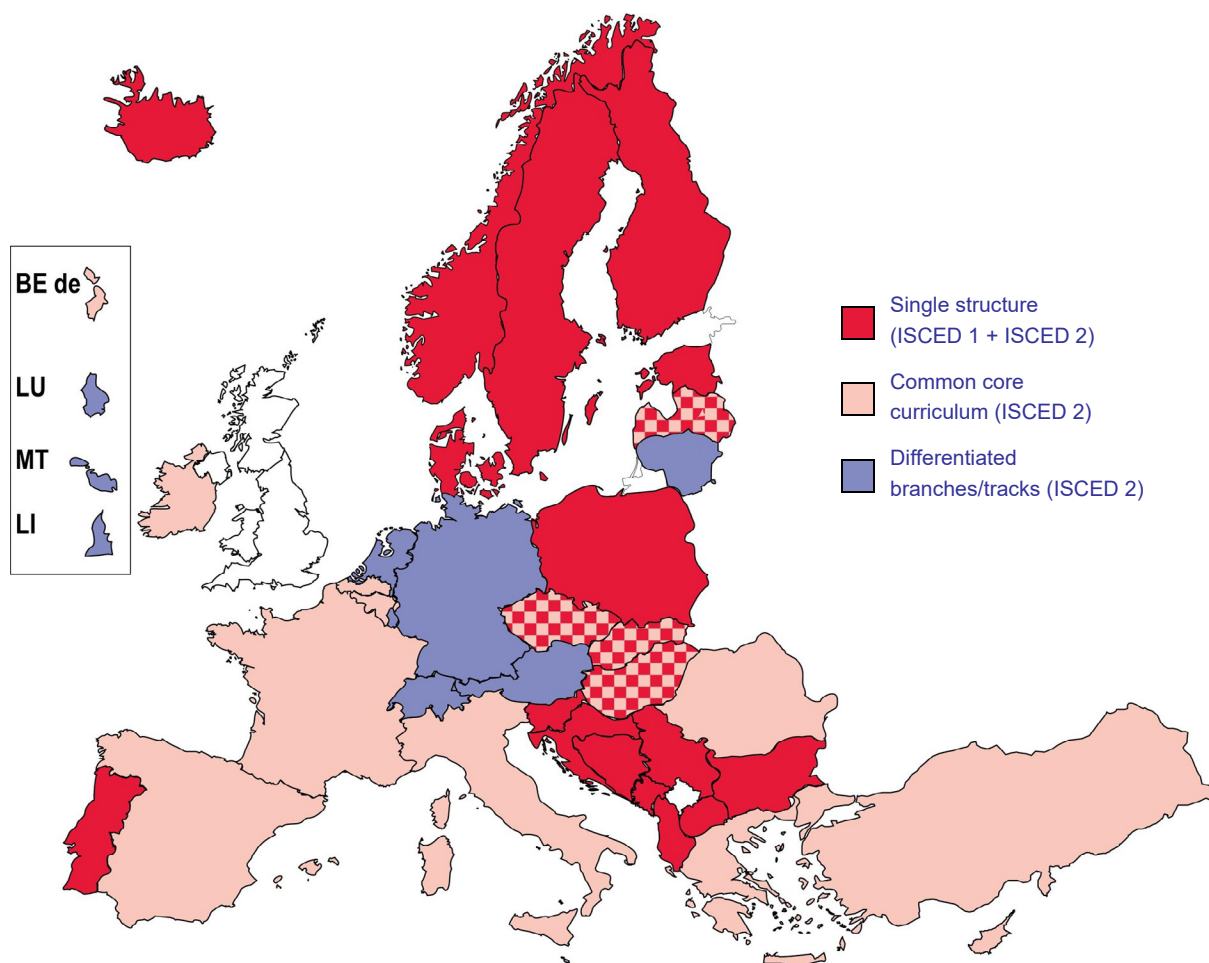 BE de
LU
MT
LI
Single structure
(ISCED 1 + ISCED 2)
Common core
curriculum (ISCED 2)
Differentiated
branches/tracks (ISCED 2)